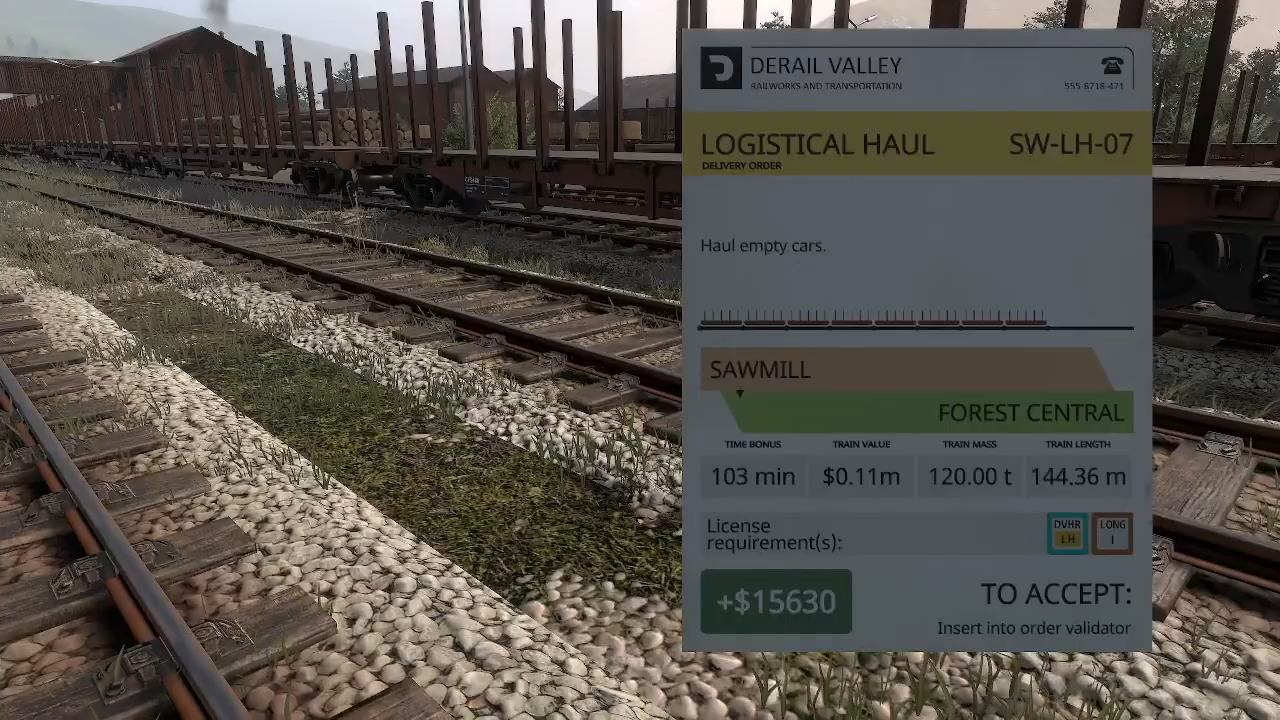 DERAIL VALLEY
RAILWORKS AND TRANSPORTATION
555-8718-471
LOGISTICAL HAUL
SW-LH-07
DELIVERY ORDER
Haul empty cars.
SAWMILL
FOREST CENTRAL
TIME BONUS TRAIN VALUE TRAIN MASS TRAIN LENGTH
103 min $0.11m 120.00 t 144.36 m
License
requirement(s):
DVHR
LH
LONG
I
+$15630
TO ACCEPT:
Insert into order validator